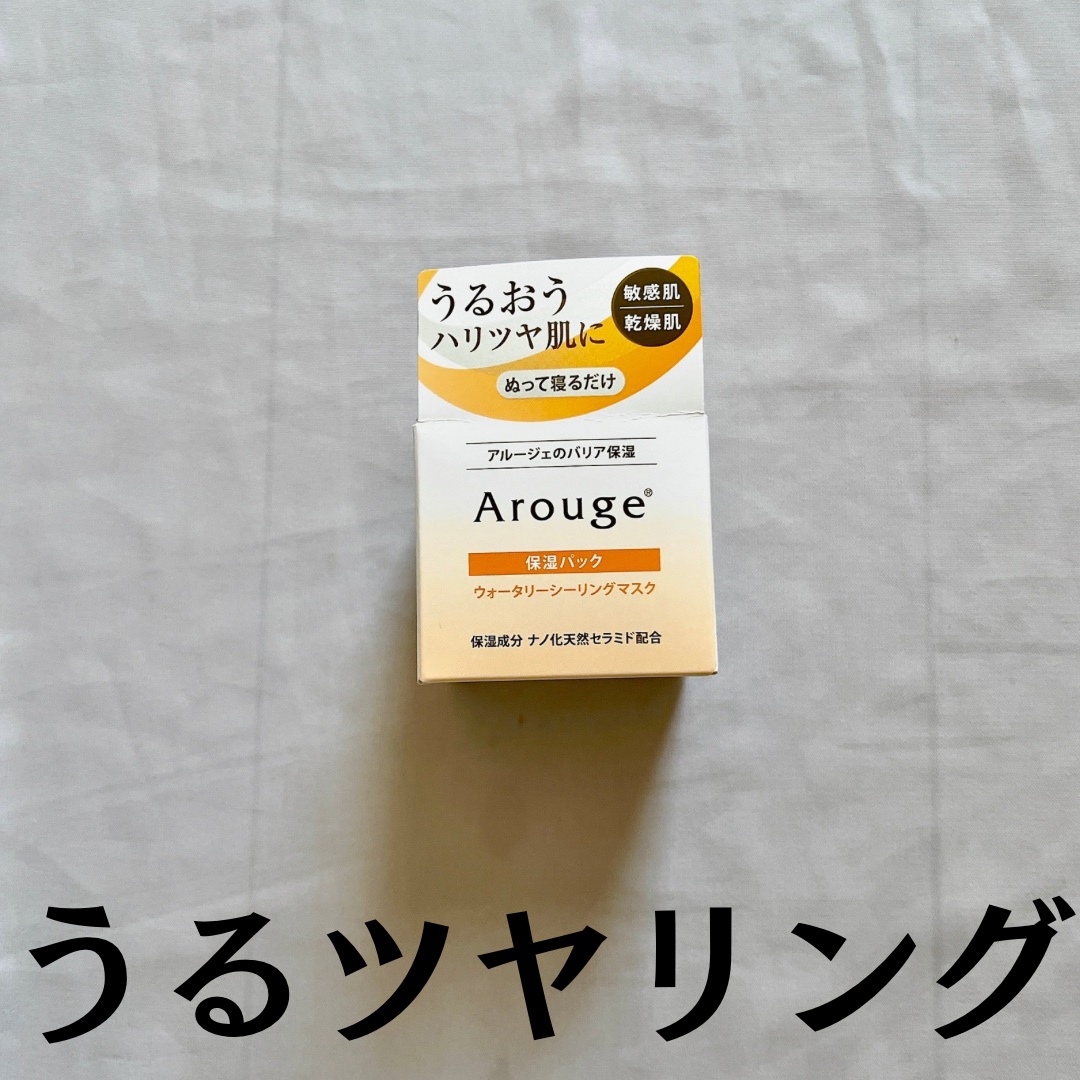 うるおう
ハリツヤ肌に
敏感肌
乾燥肌
ぬって寝るだけ
アルージェのバリア保湿
Arouge®
保湿パック
ウォータリーシーリングマスク
保湿成分 ナノ化天然セラミド配合
うるツヤリング